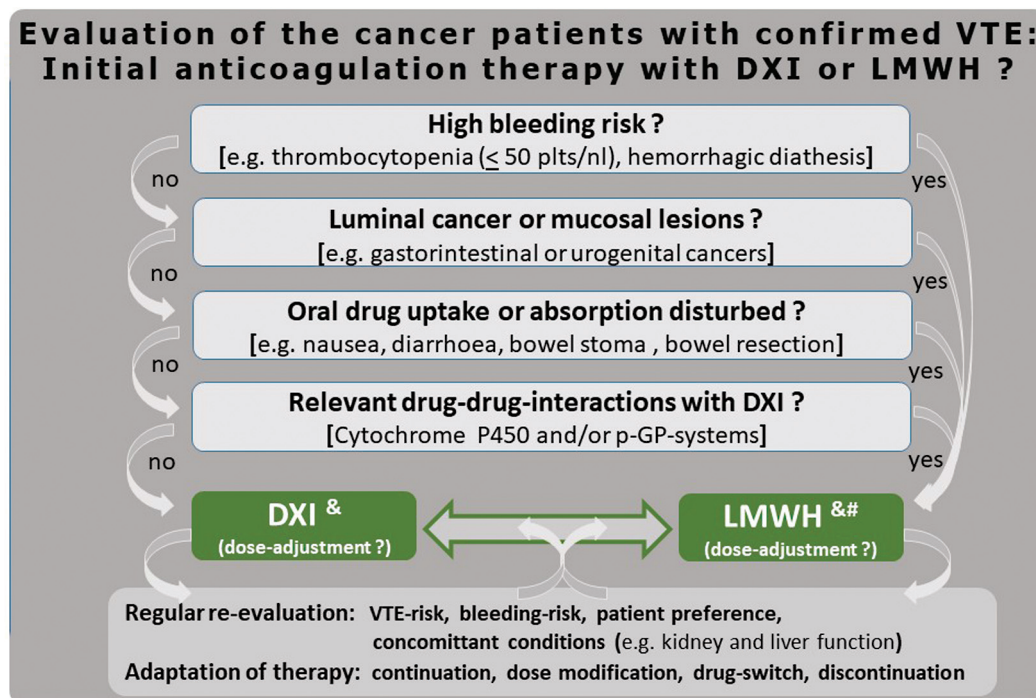 Evaluation of the cancer patients with confirmed VTE:
Initial anticoagulation therapy with DXI or LMWH ?
High bleeding risk ?
[e.g. thrombocytopenia (≤ 50 plts/nl), hemorrhagic diathesis]
no
yes
Luminal cancer or mucosal lesions ?
[e.g. gastorintestinal or urogenital cancers]
no
yes
Oral drug uptake or absorption disturbed ?
[e.g. nausea, diarrhoea, bowel stoma , bowel resection]
no
yes
Relevant drug-drug-interactions with DXI ?
[Cytochrome P450 and/or p-GP-systems]
no
yes
DXI &
(dose-adjustment ?)
LMWH &#
(dose-adjustment ?)
Regular re-evaluation: VTE-risk, bleeding-risk, patient preference,
concomittant conditions (e.g. kidney and liver function)
Adaptation of therapy: continuation, dose modification, drug-switch, discontinuation